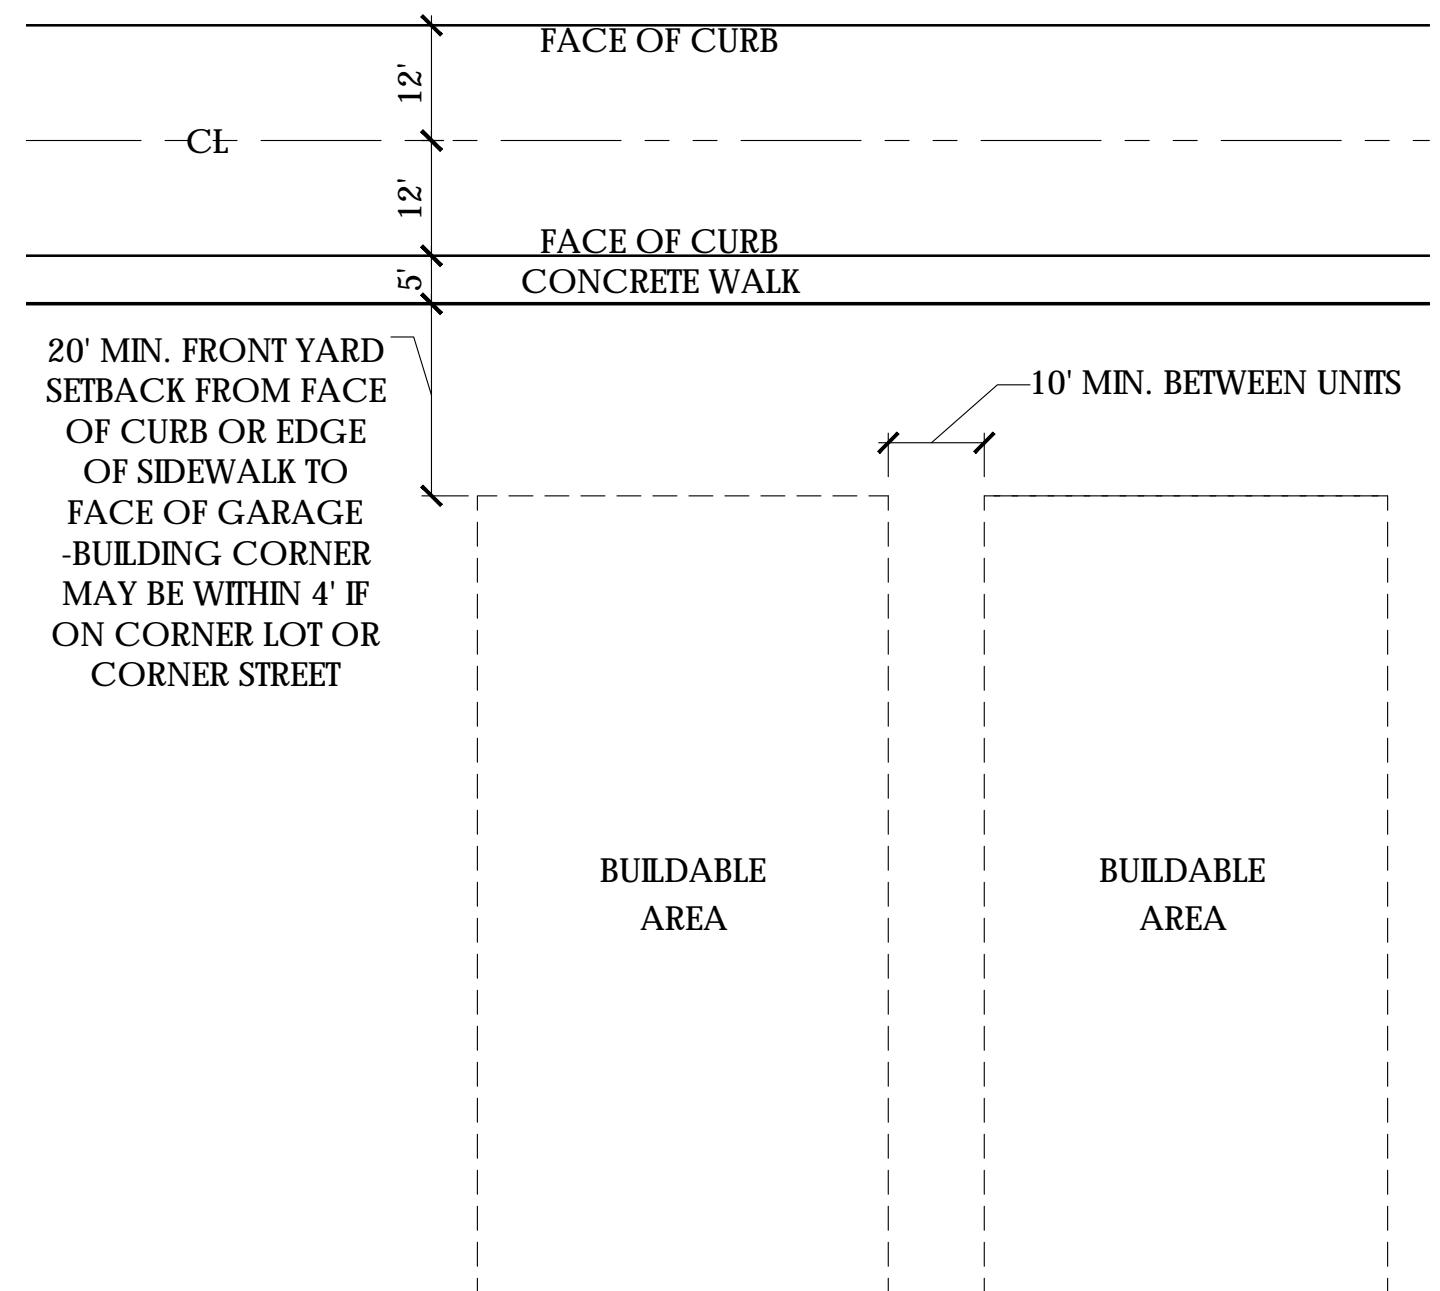 FACE OF CURB
12'
CL
12'
FACE OF CURB
5'
CONCRETE WALK
20' MIN. FRONT YARD
SETBACK FROM FACE
OF CURB OR EDGE
OF SIDEWALK TO
FACE OF GARAGE
-BUILDING CORNER
MAY BE WITHIN 4' IF
ON CORNER LOT OR
CORNER STREET
10' MIN. BETWEEN UNITS
BUILDABLE
AREA
BUILDABLE
AREA